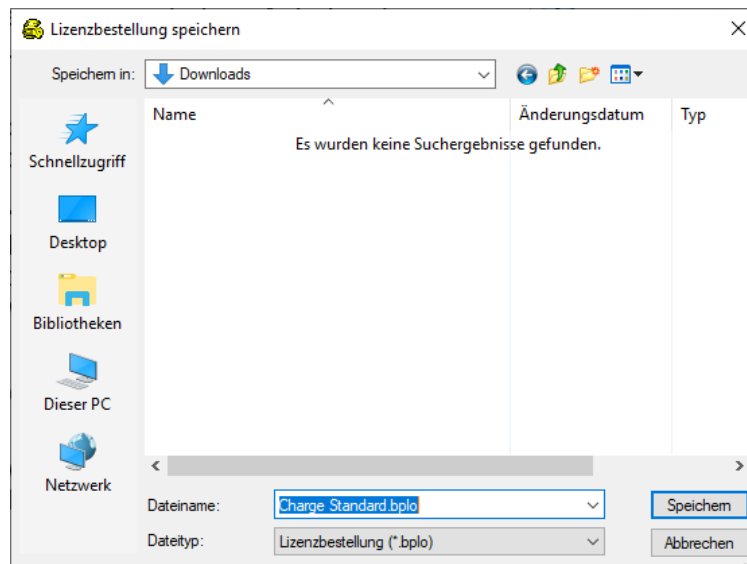 Lizenzbestellung speichern
Speichern in: Downloads
Name Änderungsdatum Typ
Es wurden keine Suchergebnisse gefunden.
Schnellzugriff
Desktop
Bibliotheken
Dieser PC
Netzwerk
Dateiname: Charge Standard.bplo Speichern
Dateityp: Lizenzbestellung (*.bplo) Abbrechen